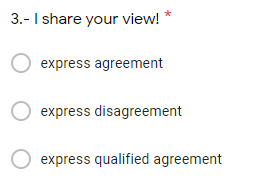 3.- I share your view! *
express agreement
express disagreement
express qualified agreement